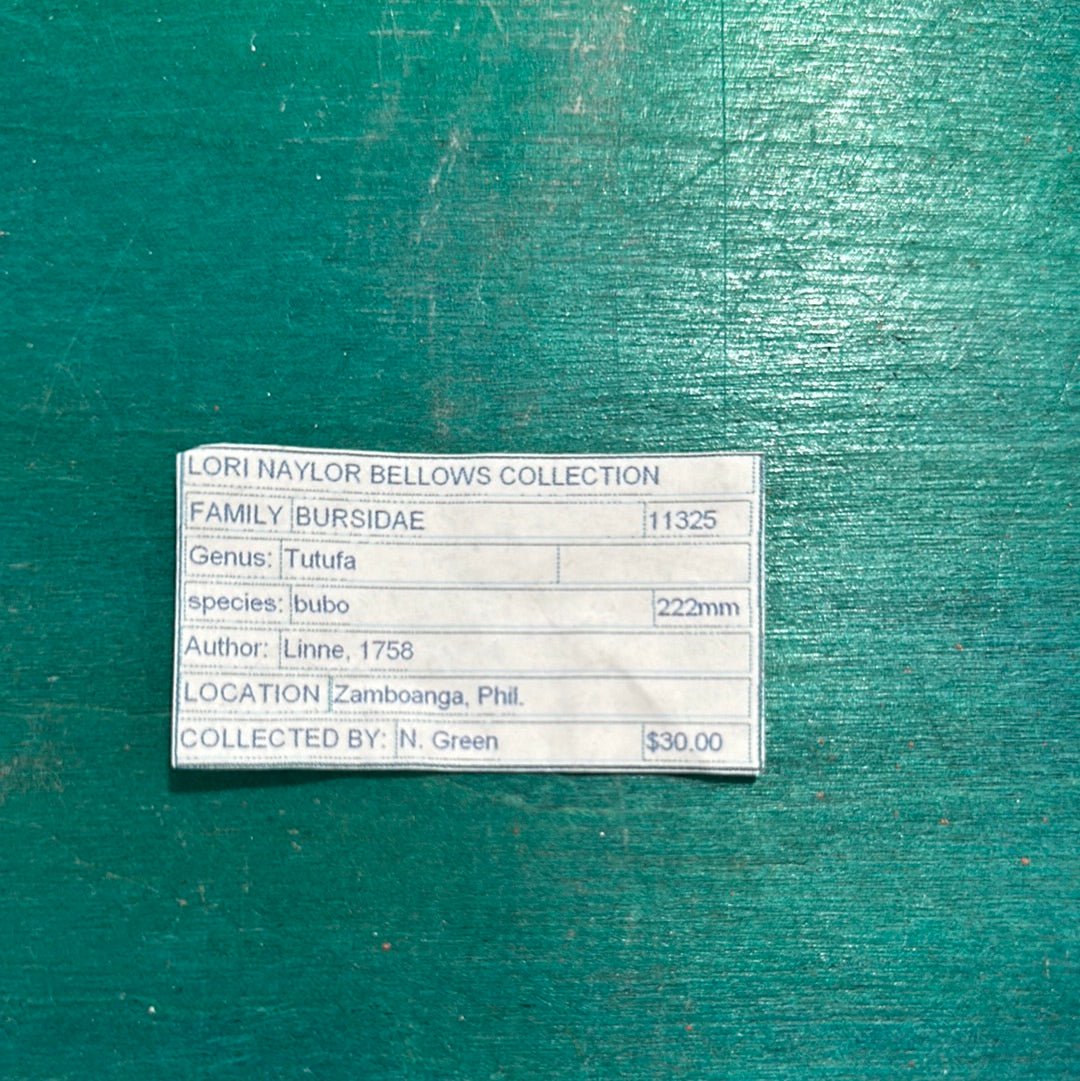 LORI NAYLOR BELLOWS COLLECTION
FAMILY BURSIDAE 11325
Genus: Tutufa
species: bubo 222mm
Author: Linne, 1758
LOCATION Zamboanga, Phil.
COLLECTED BY: N. Green $30.00